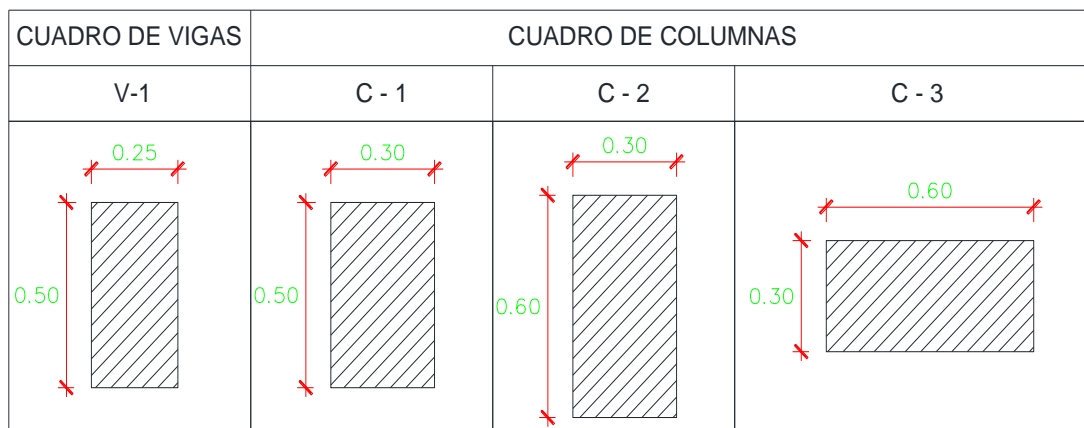 CUADRO DE VIGAS
CUADRO DE COLUMNAS
V-1
C - 1
C - 2
C - 3
0.25
0.50
0.30
0.50
0.30
0.60
0.60
0.30